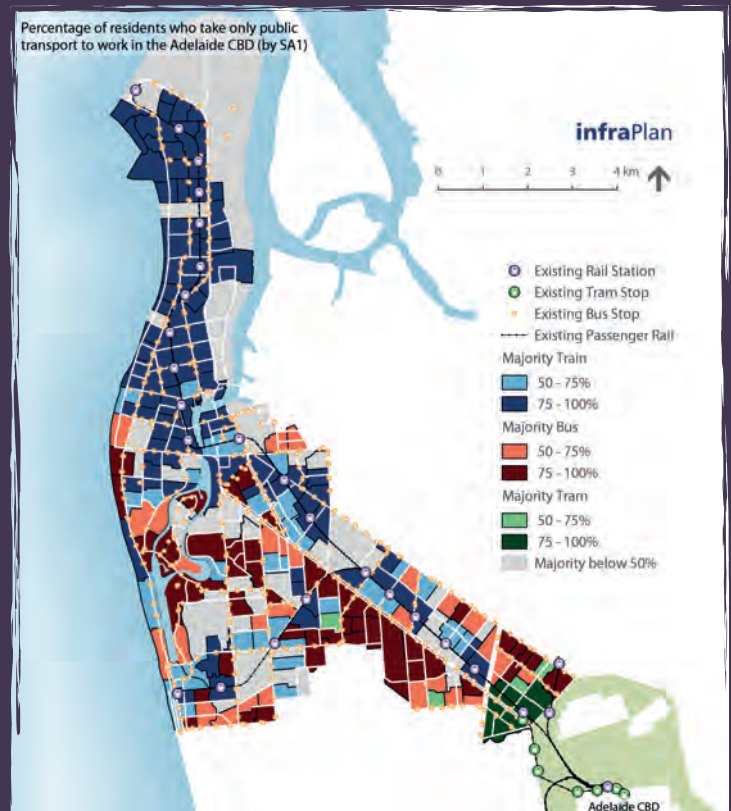 Percentage of residents who take only public
transport to work in the Adelaide CBD (by SA1)
infraPlan
0 1 2 3 4 km
Existing Rail Station
Existing Tram Stop
Existing Bus Stop
Existing Passenger Rail
Majority Train
50 - 75%
75 - 100%
Majority Bus
50 - 75%
75 - 100%
Majority Tram
50 - 75%
75 - 100%
Majority below 50%
Adelaide CBD